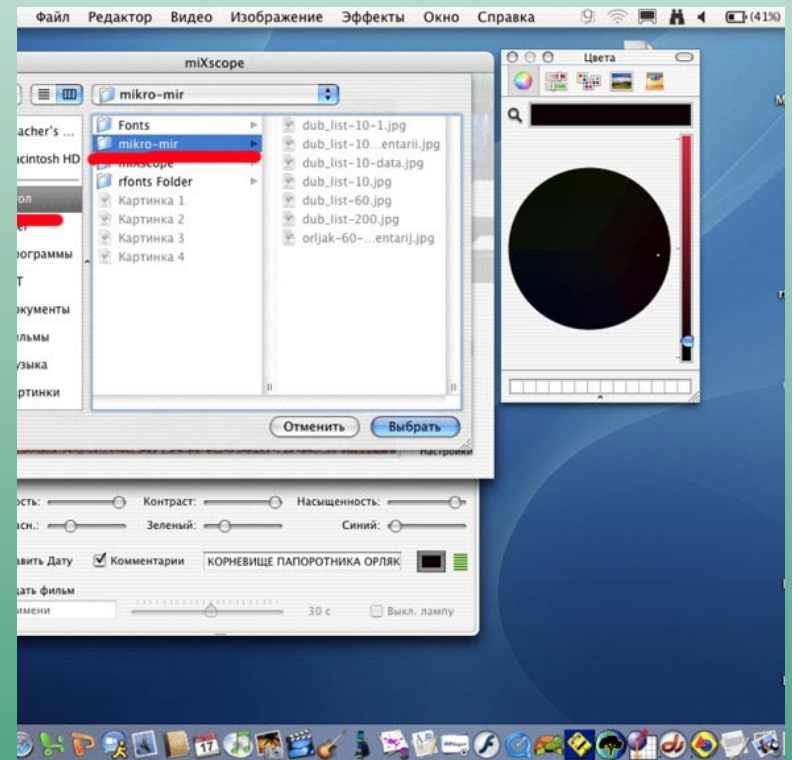 Файл Редактор Видео Изображение Эффекты Окно Справка (41%)
miXscope
Цвета
mikro-mir
acher's ...
acintosh HD
ол
ограммы
Т
окументы
ильмы
узыка
ртинки
Fonts
mikro-mir
miXscope
rfonts Folder
Картинка 1
Картинка 2
Картинка 3
Картинка 4
dub_list-10-1.jpg
dub_list-10...entarii.jpg
dub_list-10-data.jpg
dub_list-10.jpg
dub_list-60.jpg
dub_list-200.jpg
orljak-60-...entarij.jpg
Отменить Выбрать
Настройки
ость: Контраст: Насыщенность:
асн.: Зеленый: Синий:
авить Дату Комментарии КОРНЕВИЩЕ ПАПОРОТНИКА ОРЛЯК
дать фильм
имени 30 с Выкл. лампу
17